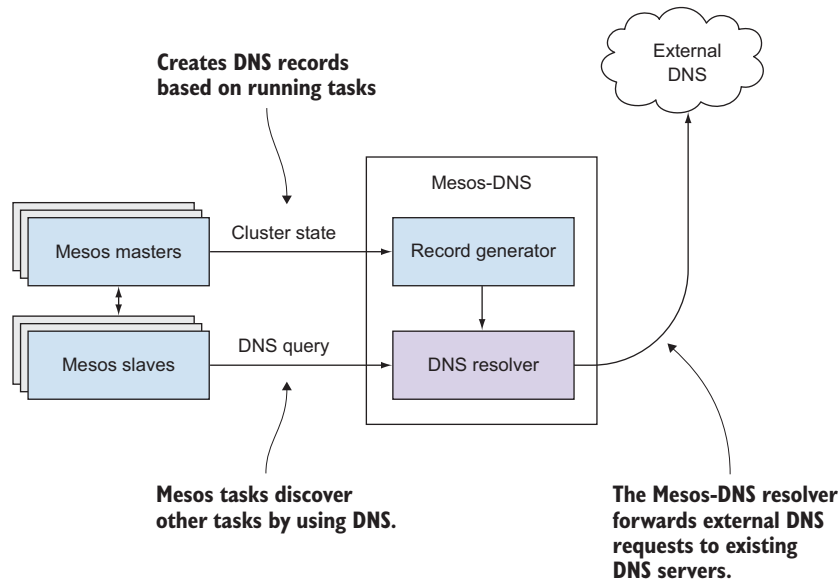 External
DNS
Creates DNS records
based on running tasks
Mesos-DNS
Mesos masters
Cluster state
Record generator
Mesos slaves
DNS query
DNS resolver
Mesos tasks discover
other tasks by using DNS.
The Mesos-DNS resolver
forwards external DNS
requests to existing
DNS servers.